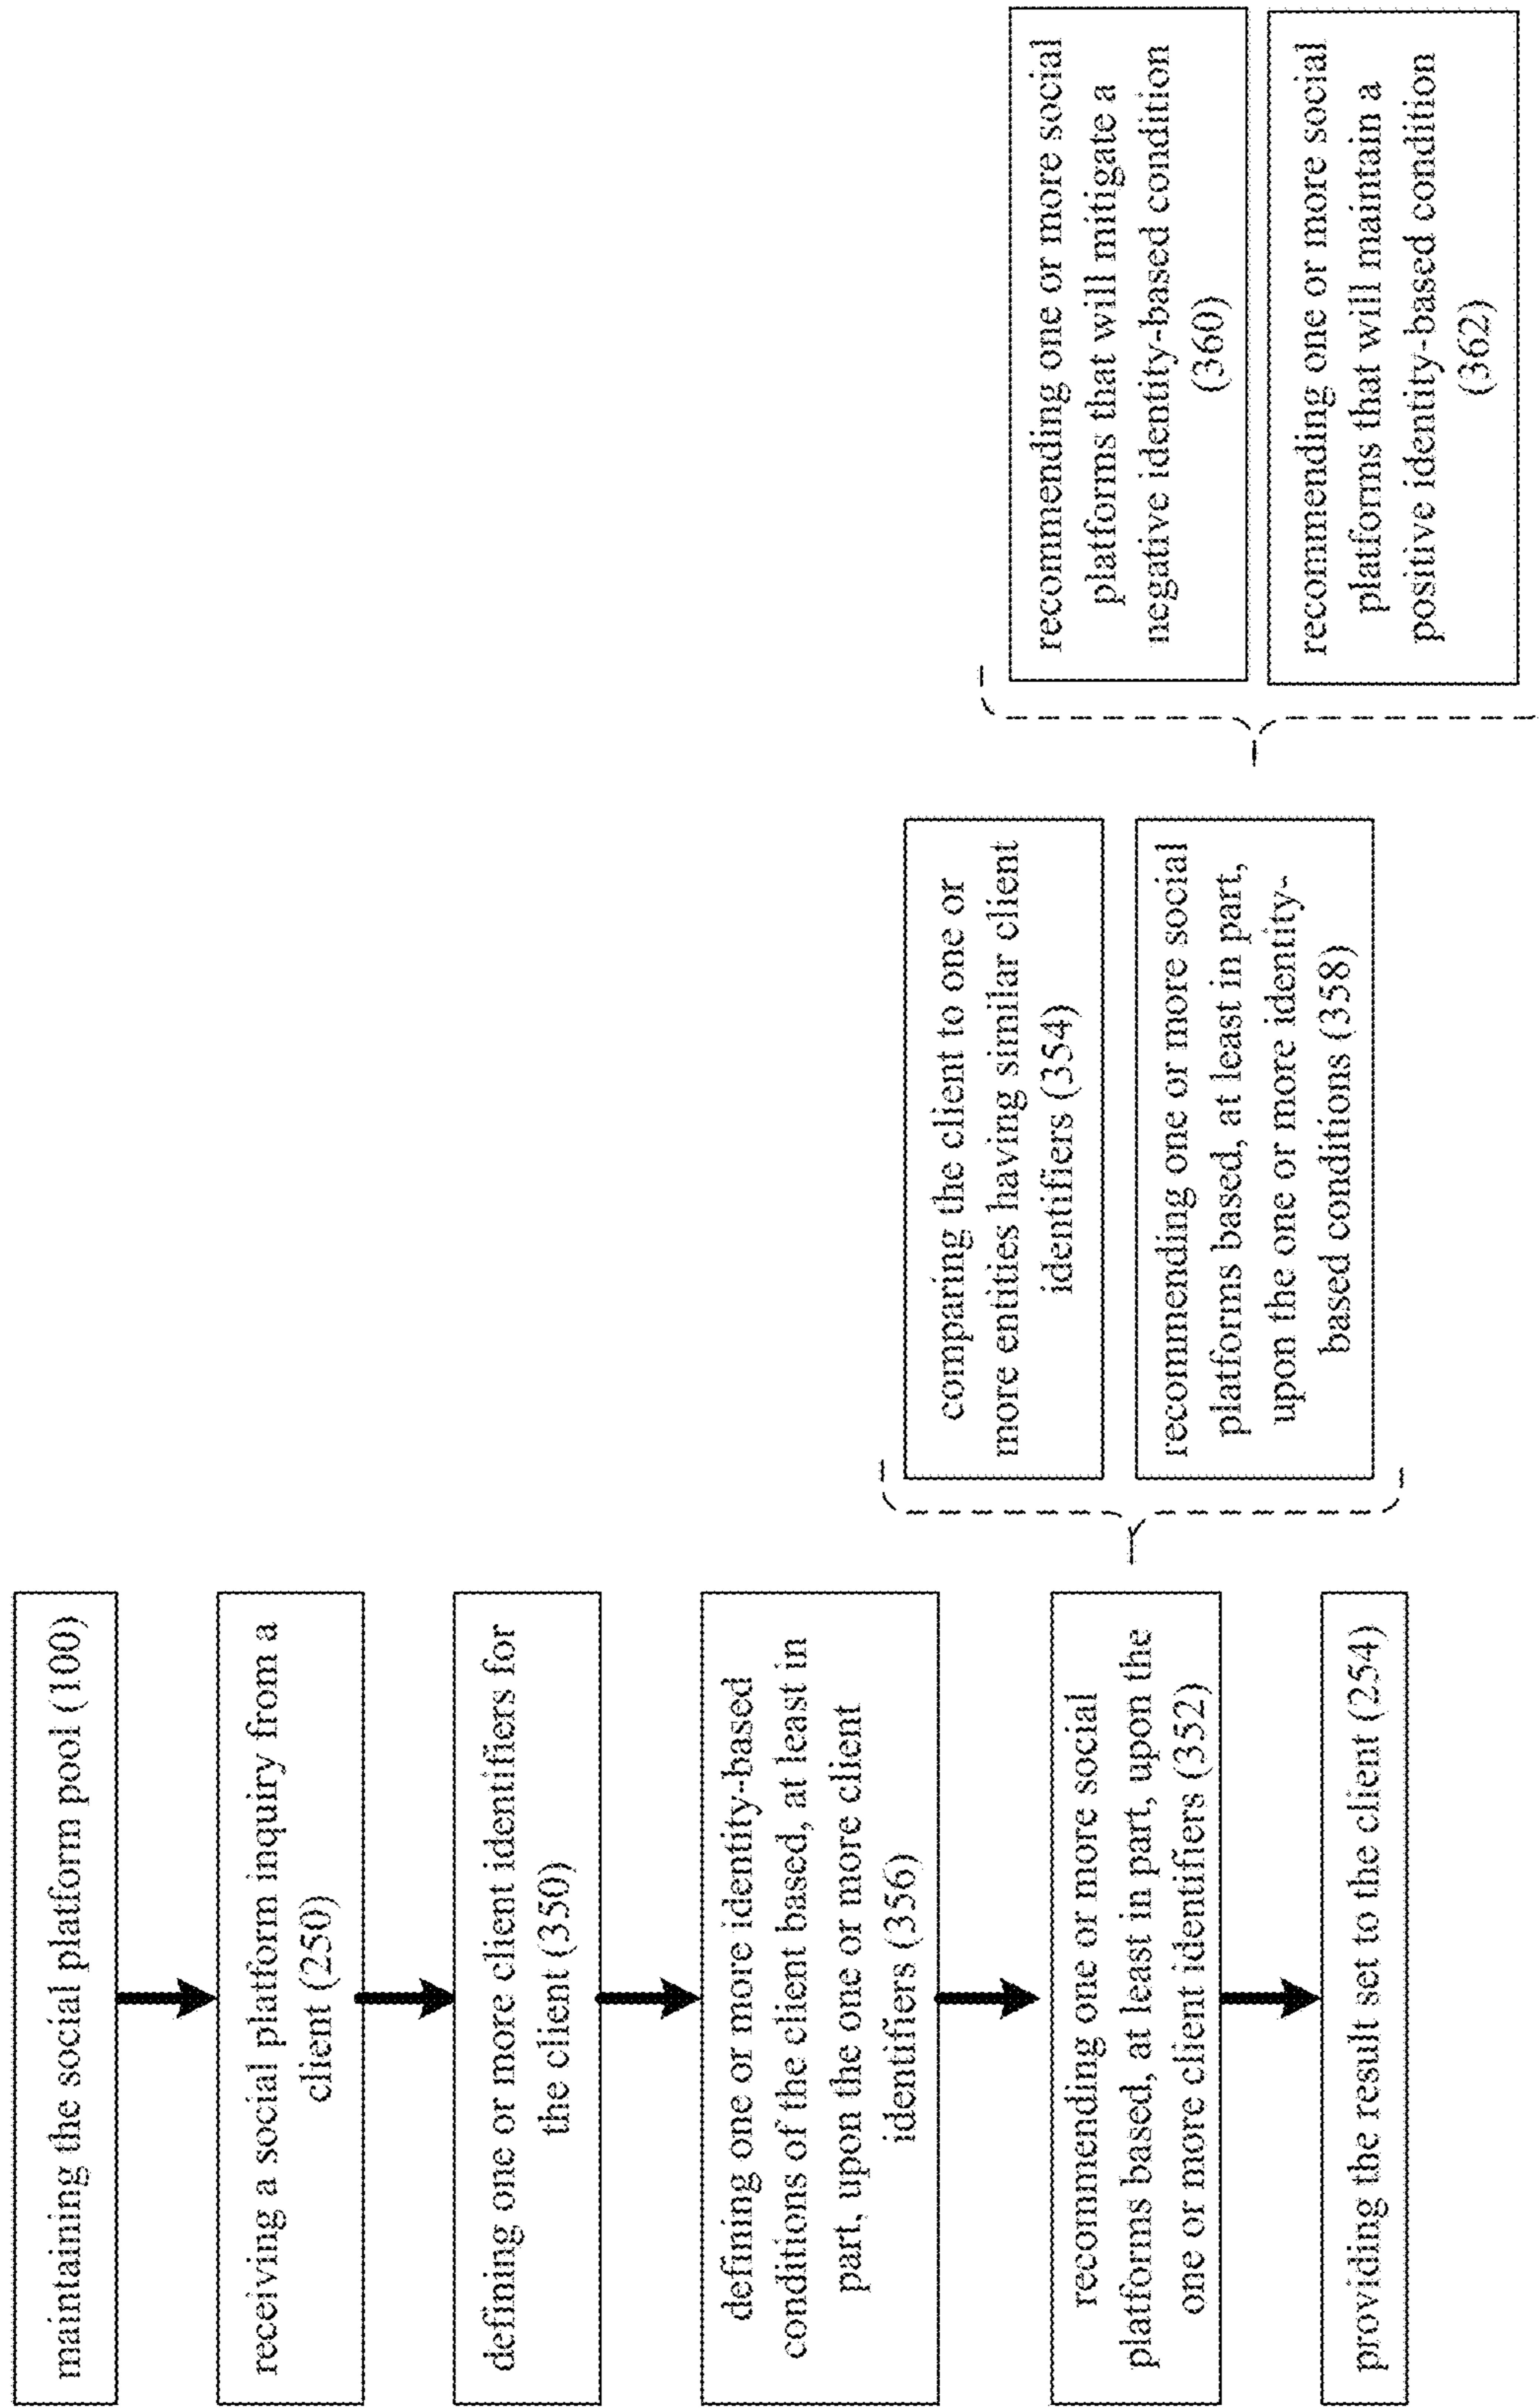 maintaining the social platform pool (100)
receiving a social platform inquiry from a
client (250)
defining one or more client identifiers for
the client (350)
defining one or more identity-based
conditions of the client based, at least in
part, upon the one or more client
identifiers (356)
recommending one or more social
platforms based, at least in part, upon the
one or more client identifiers (352)
providing the result set to the client (254)
comparing the client to one or
more entities having similar client
identifiers (354)
recommending one or more social
platforms based, at least in part,
upon the one or more identity-
based conditions (358)
recommending one or more social
platforms that will mitigate a
negative identity-based condition
(360)
recommending one or more social
platforms that will maintain a
positive identity-based condition
(362)